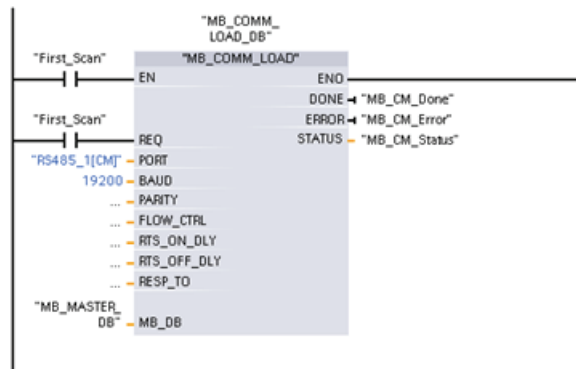 "MB_COMM_
LOAD_DB"
"First_Scan"
"MB_COMM_LOAD"
EN
ENO
DONE
"MB_CM_Done"
"First_Scan"
ERROR
"MB_CM_Error"
REQ
STATUS
"MB_CM_Status"
"RS485_1[CM]"
PORT
19200
BAUD
...
PARITY
...
FLOW_CTRL
...
RTS_ON_DLY
...
RTS_OFF_DLY
...
RESP_TO
"MB_MASTER_
DB"
MB_DB